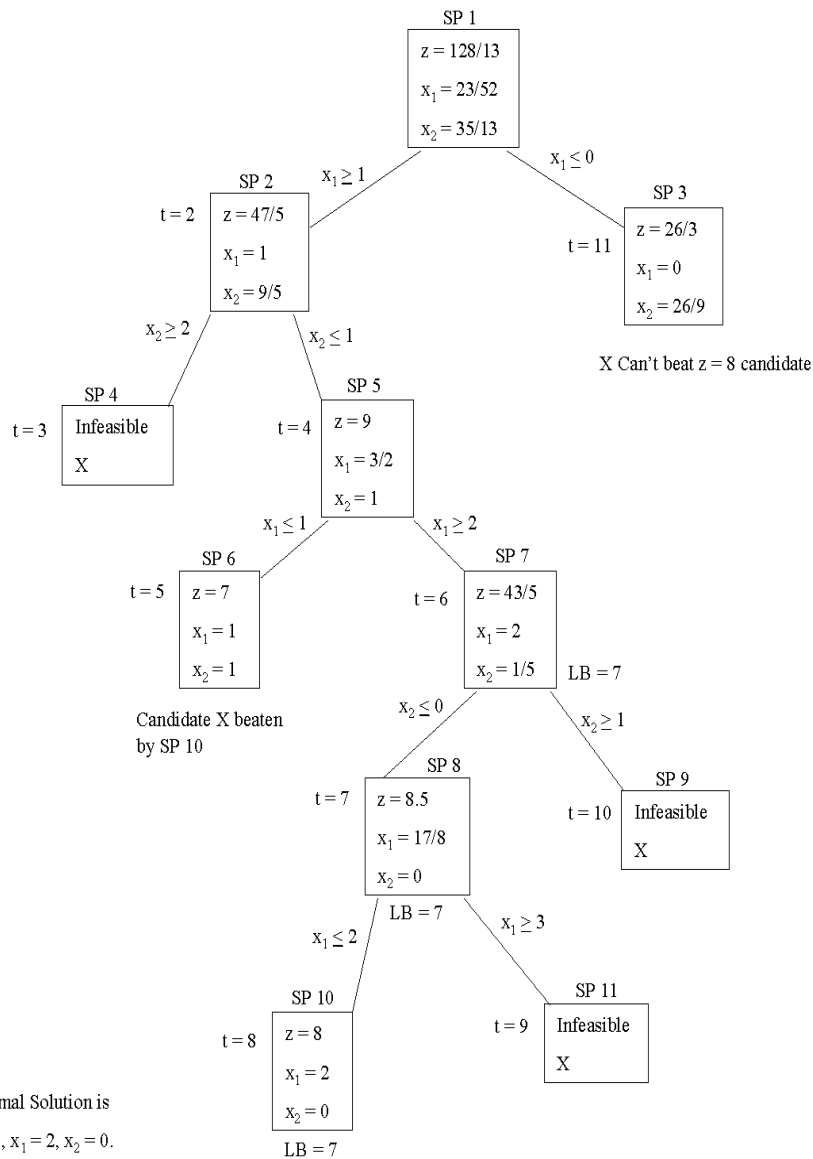 SP 1
z = 128/13
x₁ = 23/52
x₂ = 35/13
x₁ ≥ 1
x₁ ≤ 0
SP 2
t = 2
z = 47/5
x₁ = 1
x₂ = 9/5
SP 3
t = 11
z = 26/3
x₁ = 0
x₂ = 26/9
X Can't beat z = 8 candidate
x₂ ≥ 2
x₂ ≤ 1
SP 4
t = 3
Infeasible
X
SP 5
t = 4
z = 9
x₁ = 3/2
x₂ = 1
x₁ ≤ 1
x₁ ≥ 2
SP 6
t = 5
z = 7
x₁ = 1
x₂ = 1
Candidate X beaten
by SP 10
SP 7
t = 6
z = 43/5
x₁ = 2
x₂ = 1/5
LB = 7
x₂ ≤ 0
x₂ ≥ 1
SP 8
t = 7
z = 8.5
x₁ = 17/8
x₂ = 0
LB = 7
SP 9
t = 10
Infeasible
X
x₁ ≤ 2
x₁ ≥ 3
SP 10
t = 8
z = 8
x₁ = 2
x₂ = 0
LB = 7
SP 11
t = 9
Infeasible
X
mal Solution is
, x₁ = 2, x₂ = 0.